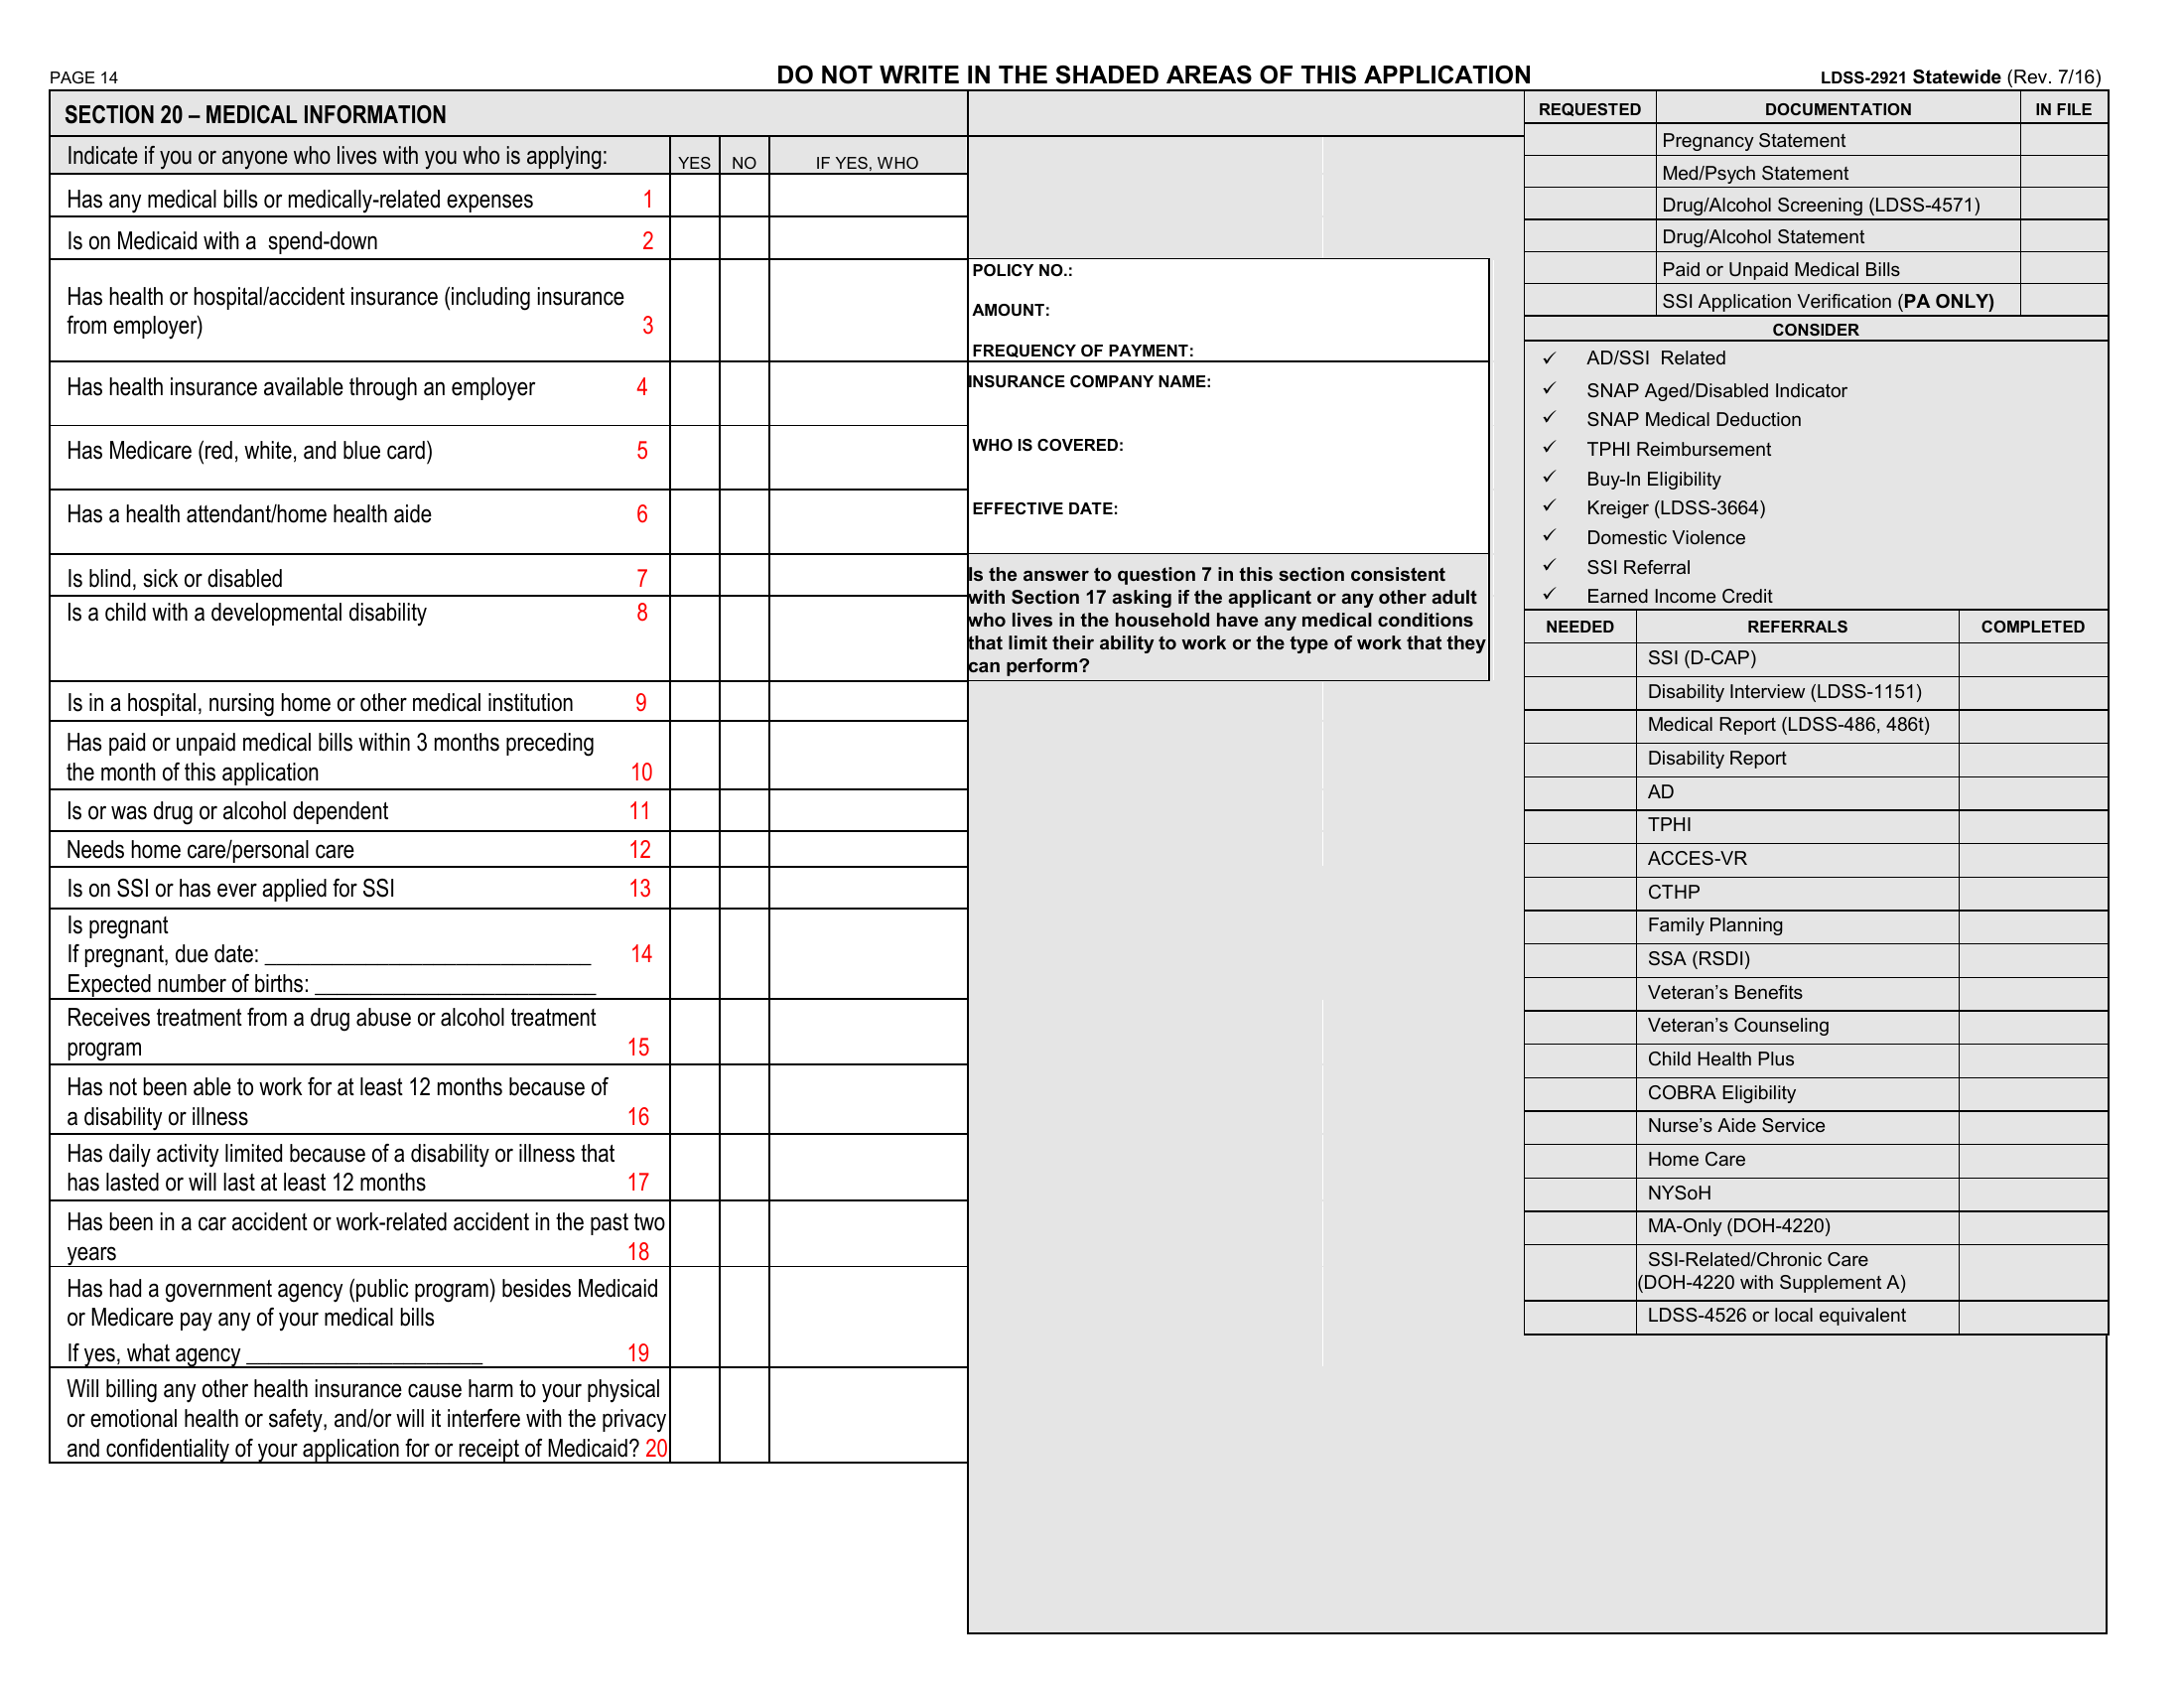 PAGE 14
DO NOT WRITE IN THE SHADED AREAS OF THIS APPLICATION
LDSS-2921 Statewide (Rev. 7/16)
SECTION 20 – MEDICAL INFORMATION
Indicate if you or anyone who lives with you who is applying:
YES
NO
IF YES, WHO
Has any medical bills or medically-related expenses 1
Is on Medicaid with a spend-down 2
Has health or hospital/accident insurance (including insurance
from employer) 3
Has health insurance available through an employer 4
Has Medicare (red, white, and blue card) 5
Has a health attendant/home health aide 6
Is blind, sick or disabled 7
Is a child with a developmental disability 8
Is in a hospital, nursing home or other medical institution 9
Has paid or unpaid medical bills within 3 months preceding
the month of this application 10
Is or was drug or alcohol dependent 11
Needs home care/personal care 12
Is on SSI or has ever applied for SSI 13
Is pregnant
If pregnant, due date: ____________________________ 14
Expected number of births: ________________________
Receives treatment from a drug abuse or alcohol treatment
program 15
Has not been able to work for at least 12 months because of
a disability or illness 16
Has daily activity limited because of a disability or illness that
has lasted or will last at least 12 months 17
Has been in a car accident or work-related accident in the past two
years 18
Has had a government agency (public program) besides Medicaid
or Medicare pay any of your medical bills
If yes, what agency ____________________ 19
Will billing any other health insurance cause harm to your physical
or emotional health or safety, and/or will it interfere with the privacy
and confidentiality of your application for or receipt of Medicaid? 20
POLICY NO.:
AMOUNT:
FREQUENCY OF PAYMENT:
INSURANCE COMPANY NAME:
WHO IS COVERED:
EFFECTIVE DATE:
Is the answer to question 7 in this section consistent
with Section 17 asking if the applicant or any other adult
who lives in the household have any medical conditions
that limit their ability to work or the type of work that they
can perform?
REQUESTED
DOCUMENTATION
IN FILE
Pregnancy Statement
Med/Psych Statement
Drug/Alcohol Screening (LDSS-4571)
Drug/Alcohol Statement
Paid or Unpaid Medical Bills
SSI Application Verification (PA ONLY)
CONSIDER
✓ AD/SSI Related
✓ SNAP Aged/Disabled Indicator
✓ SNAP Medical Deduction
✓ TPHI Reimbursement
✓ Buy-In Eligibility
✓ Kreiger (LDSS-3664)
✓ Domestic Violence
✓ SSI Referral
✓ Earned Income Credit
NEEDED
REFERRALS
COMPLETED
SSI (D-CAP)
Disability Interview (LDSS-1151)
Medical Report (LDSS-486, 486t)
Disability Report
AD
TPHI
ACCES-VR
CTHP
Family Planning
SSA (RSDI)
Veteran’s Benefits
Veteran’s Counseling
Child Health Plus
COBRA Eligibility
Nurse’s Aide Service
Home Care
NYSoH
MA-Only (DOH-4220)
SSI-Related/Chronic Care
(DOH-4220 with Supplement A)
LDSS-4526 or local equivalent